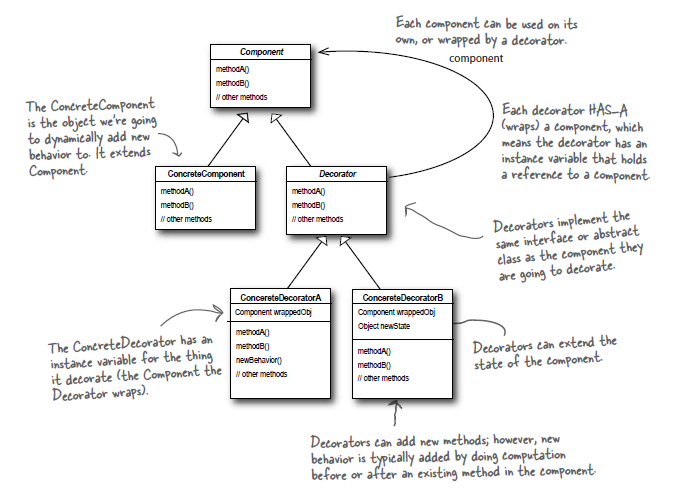 Each component can be used on its
own, or wrapped by a decorator.
component
Component
methodA()
methodB()
// other methods
The ConcreteComponent
is the object we're going
to dynamically add new
behavior to. It extends
Component.
Each decorator HAS_A
(wraps) a component, which
means the decorator has an
instance variable that holds
a reference to a component.
ConcreteComponent
methodA()
methodB()
// other methods
Decorator
methodA()
methodB()
// other methods
Decorators implement the
same interface or abstract
class as the component they
are going to decorate.
ConcereteDecoratorA
Component wrappedObj
methodA()
methodB()
newBehavior()
// other methods
ConcereteDecoratorB
Component wrappedObj
Object newState
methodA()
methodB()
// other methods
The ConcreteDecorator has an
instance variable for the thing
it decorate (the Component the
Decorator wraps).
Decorators can extend the
state of the component.
Decorators can add new methods; however, new
behavior is typically added by doing computation
before or after an existing method in the component.